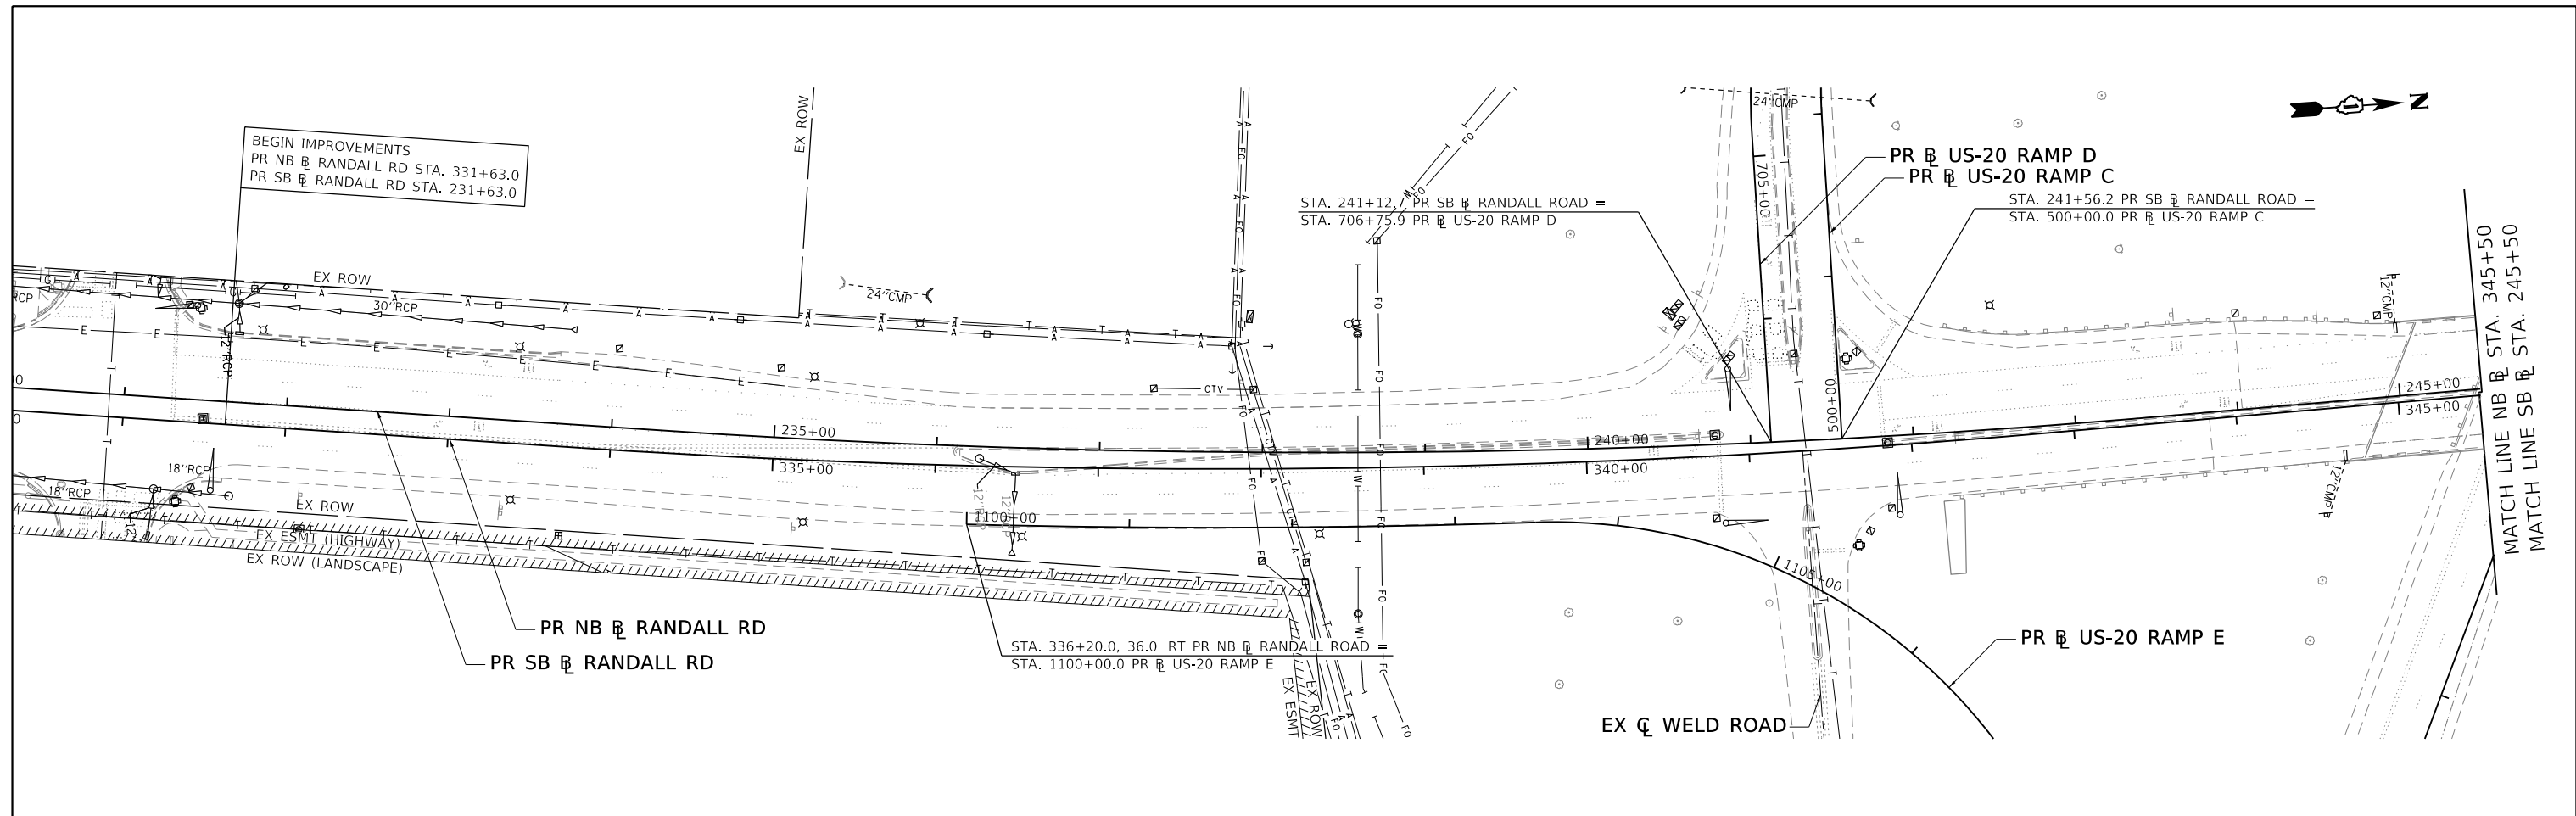 BEGIN IMPROVEMENTS
PR NB ⅊ RANDALL RD STA. 331+63.0
PR SB ⅊ RANDALL RD STA. 231+63.0
EX ROW
EX ROW
24"CMP
30"RCP
12"RCP
18"RCP
18"RCP
EX ROW
EX ESMT (HIGHWAY)
EX ROW (LANDSCAPE)
235+00
335+00
1100+00
CTV
PR NB ⅊ RANDALL RD
PR SB ⅊ RANDALL RD
STA. 336+20.0, 36.0' RT PR NB ⅊ RANDALL ROAD =
STA. 1100+00.0 PR ⅊ US-20 RAMP E
EX ESMT
EX ROW
STA. 241+12.7 PR SB ⅊ RANDALL ROAD =
STA. 706+75.9 PR ⅊ US-20 RAMP D
24"CMP
705+00
PR ⅊ US-20 RAMP D
PR ⅊ US-20 RAMP C
STA. 241+56.2 PR SB ⅊ RANDALL ROAD =
STA. 500+00.0 PR ⅊ US-20 RAMP C
500+00
240+00
340+00
1105+00
EX ℄ WELD ROAD
PR ⅊ US-20 RAMP E
12"CMP
12"CMP
245+00
345+00
MATCH LINE NB ⅊ STA. 345+50
MATCH LINE SB ⅊ STA. 245+50
N